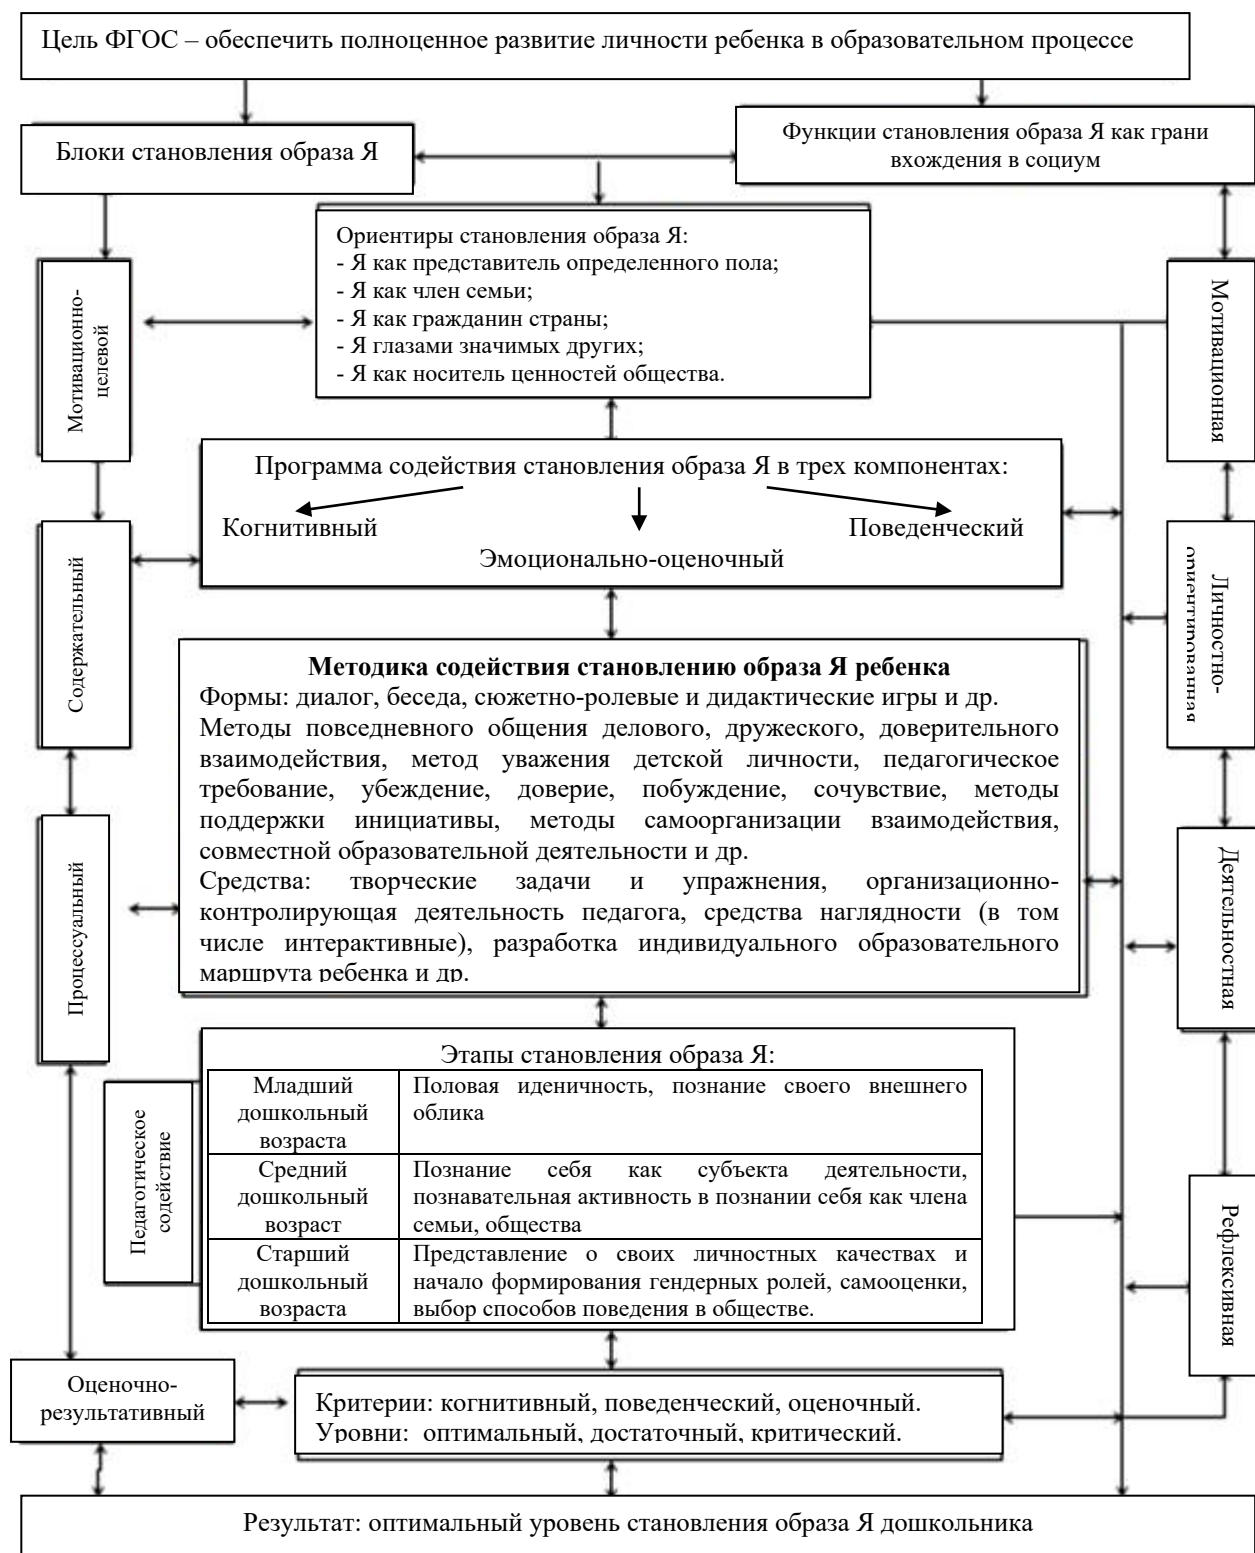 Цель ФГОС – обеспечить полноценное развитие личности ребенка в образовательном процессе
Блоки становления образа Я
Функции становления образа Я как грани
вхождения в социум
Ориентиры становления образа Я:
- Я как представитель определенного пола;
- Я как член семьи;
- Я как гражданин страны;
- Я глазами значимых других;
- Я как носитель ценностей общества.
Мотивационно-
целевой
Мотивационная
Программа содействия становления образа Я в трех компонентах:
Когнитивный
Поведенческий
Эмоционально-оценочный
Содержательный
Личностно-
ориентированная
Методика содействия становлению образа Я ребенка
Формы: диалог, беседа, сюжетно-ролевые и дидактические игры и др.
Методы повседневного общения делового, дружеского, доверительного
взаимодействия, метод уважения детской личности, педагогическое
требование, убеждение, доверие, побуждение, сочувствие, методы
поддержки инициативы, методы самоорганизации взаимодействия,
совместной образовательной деятельности и др.
Средства: творческие задачи и упражнения, организационно-
контролирующая деятельность педагога, средства наглядности (в том
числе интерактивные), разработка индивидуального образовательного
маршрута ребенка и др.
Процессуальный
Деятельностная
Этапы становления образа Я:
Педагогическое
содействие
Младший
дошкольный
возраста
Половая иденичность, познание своего внешнего
облика
Средний
дошкольный
возраст
Познание себя как субъекта деятельности,
познавательная активность в познании себя как члена
семьи, общества
Старший
дошкольный
возраста
Представление о своих личностных качествах и
начало формирования гендерных ролей, самооценки,
выбор способов поведения в обществе.
Рефлексивная
Оценочно-
результативный
Критерии: когнитивный, поведенческий, оценочный.
Уровни: оптимальный, достаточный, критический.
Результат: оптимальный уровень становления образа Я дошкольника